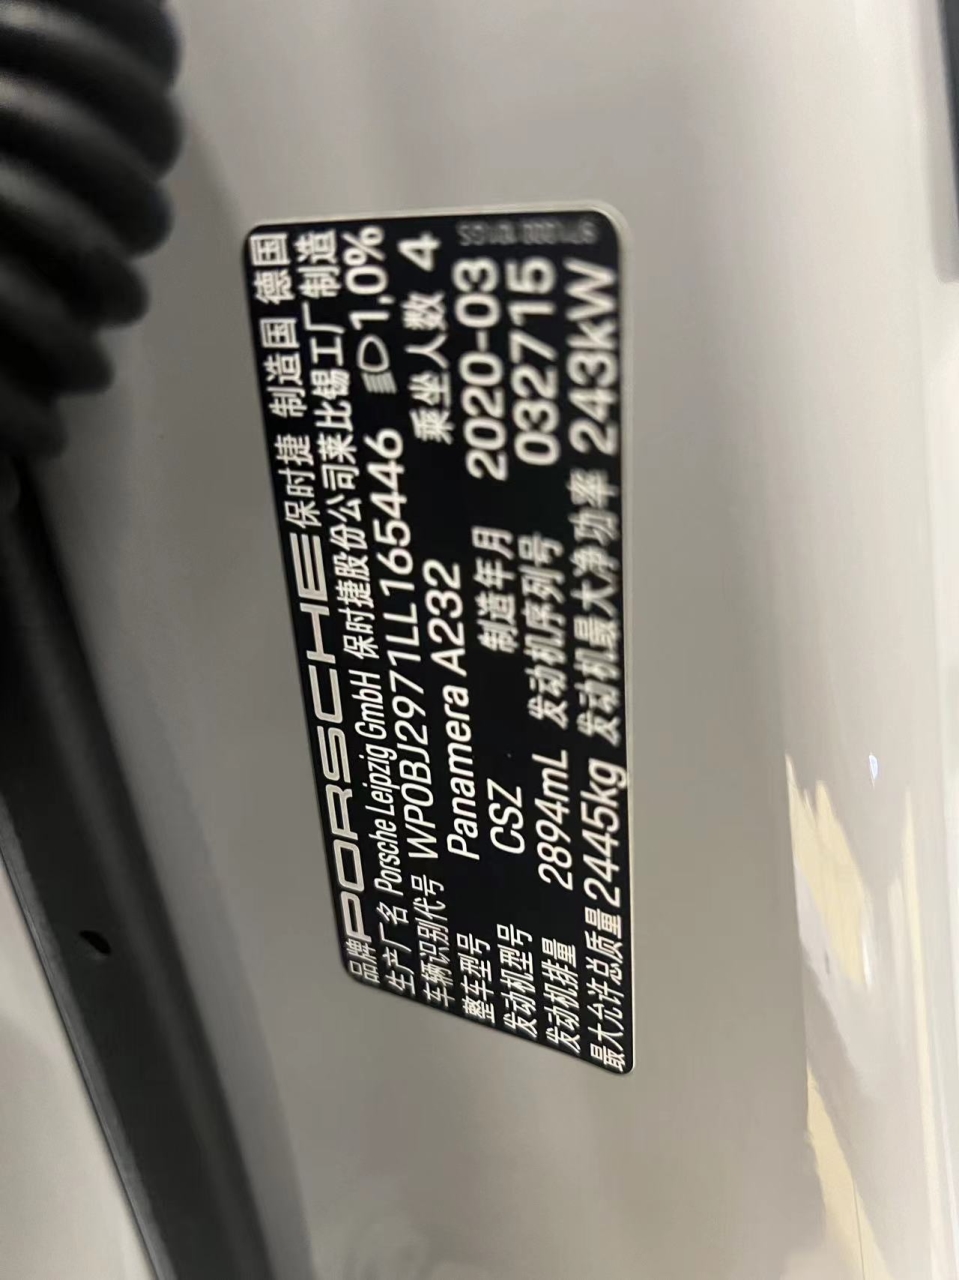 品牌 PORSCHE 保时捷 制造国 德国
生产厂名 Porsche Leipzig GmbH 保时捷股份公司莱比锡工厂制造
车辆识别代号 WP0BJ2971LL165446 1,0%
整车型号 Panamera A232 乘坐人数 4
发动机型号 CSZ 制造年月 2020-03
发动机排量 2894mL 发动机序列号 032715
最大允许总质量 2445kg 发动机最大净功率 243kW